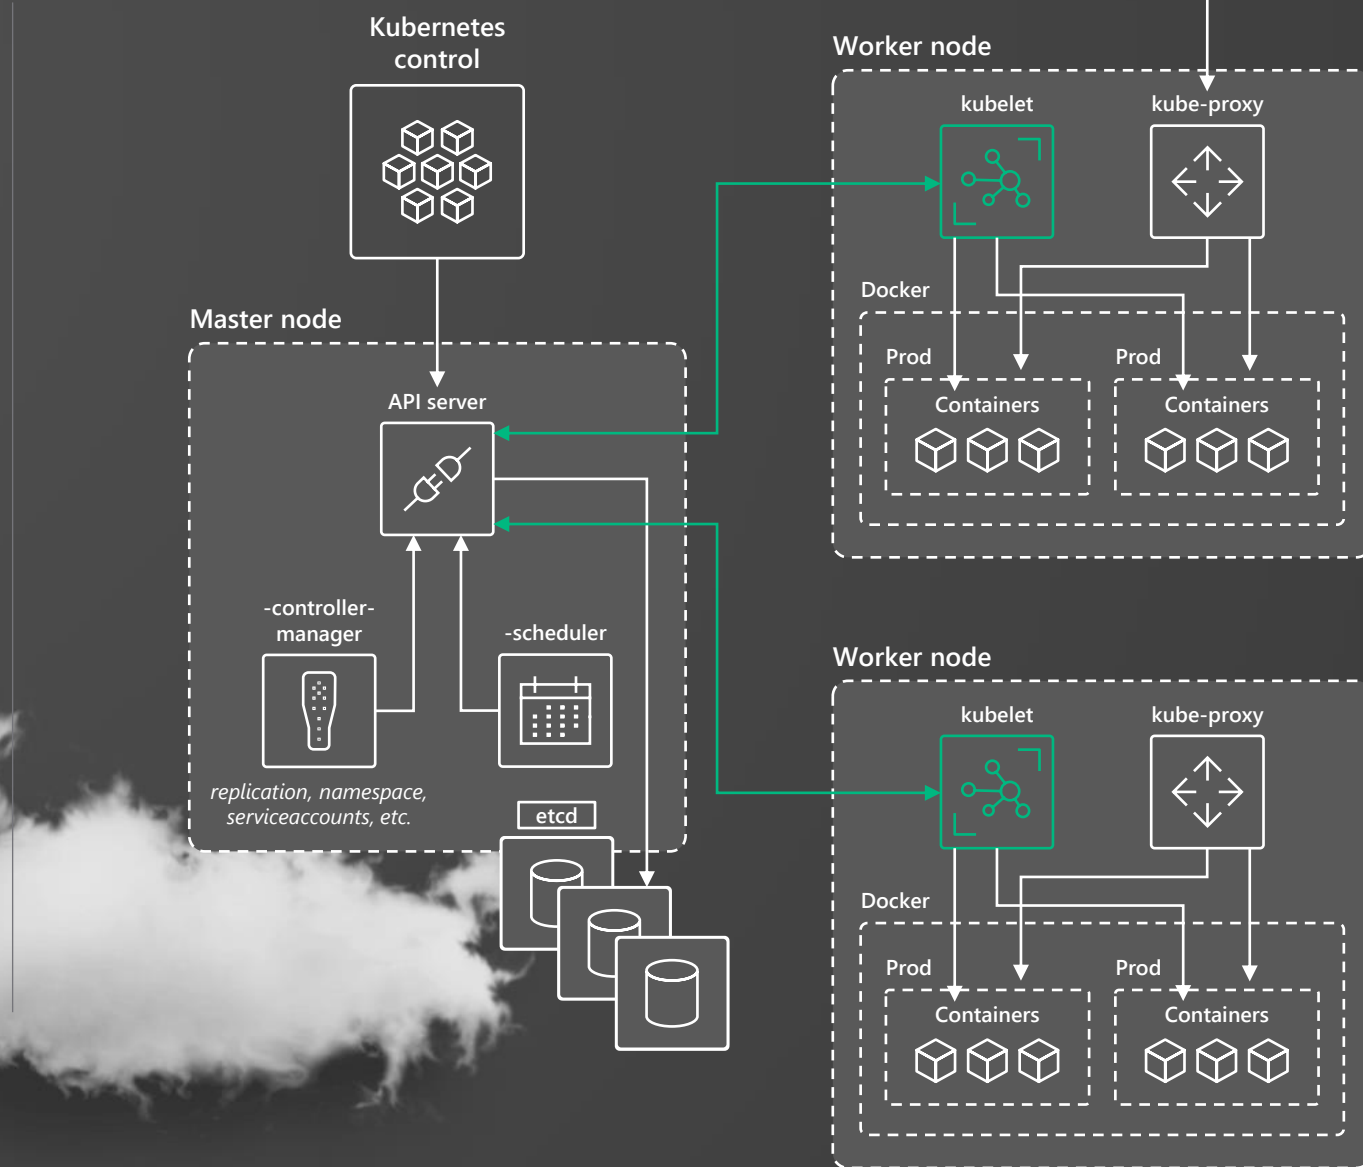 Kubernetes
control
Master node
API server
-controller-
manager
-scheduler
replication, namespace,
serviceaccounts, etc.
etcd
Worker node
kubelet
kube-proxy
Docker
Prod
Prod
Containers
Containers
Worker node
kubelet
kube-proxy
Docker
Prod
Prod
Containers
Containers